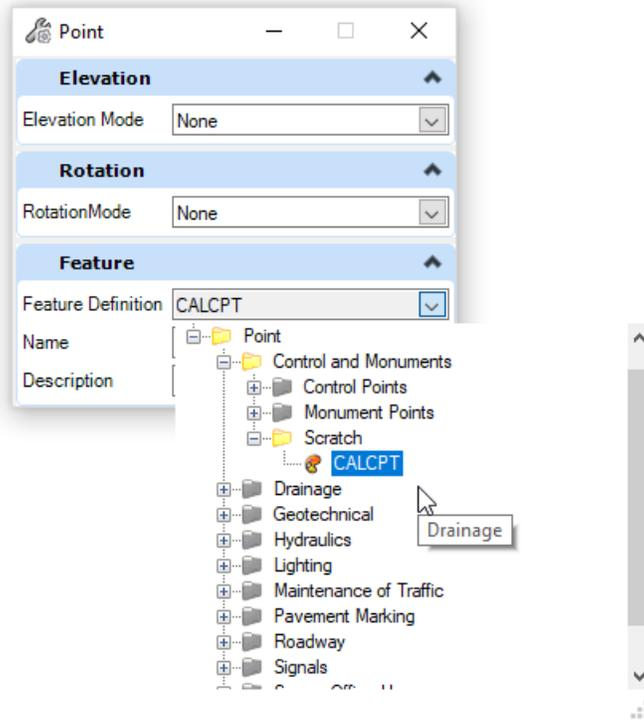 Point
Elevation
Elevation Mode None
Rotation
RotationMode None
Feature
Feature Definition CALCPT
Name
Description
Point
Control and Monuments
Control Points
Monument Points
Scratch
CALCPT
Drainage
Geotechnical
Drainage
Hydraulics
Lighting
Maintenance of Traffic
Pavement Marking
Roadway
Signals